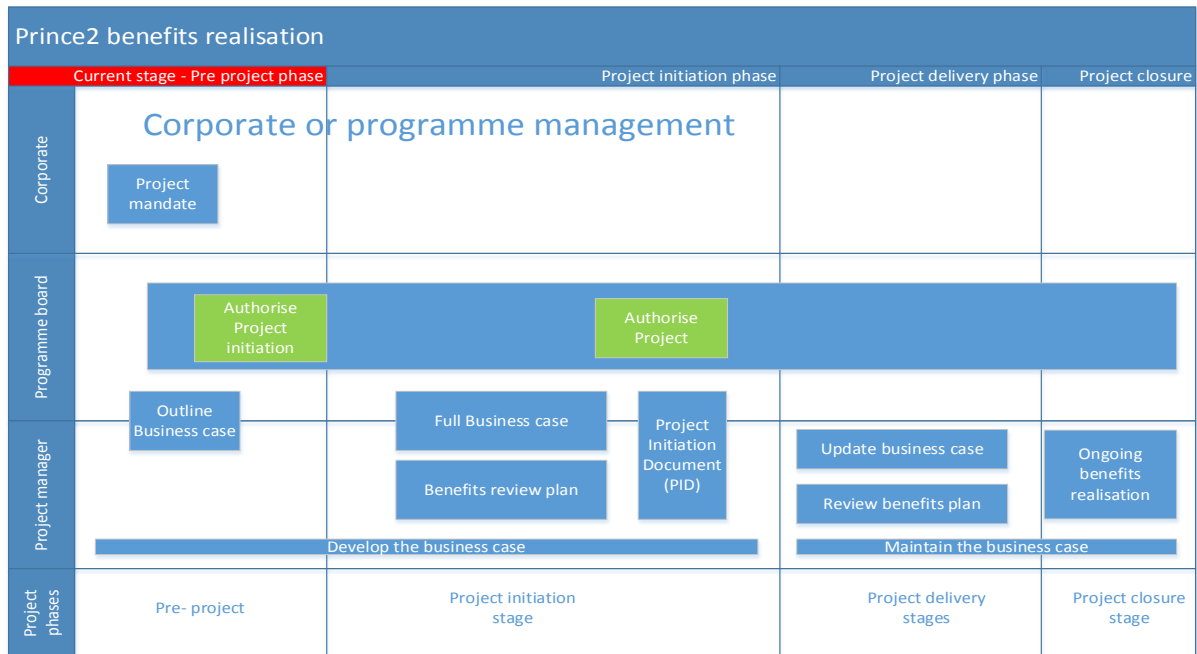 Prince2 benefits realisation
Current stage - Pre project phase
Project initiation phase
Project delivery phase
Project closure
Corporate
Corporate or programme management
Project
mandate
Programme board
Authorise
Project
initiation
Authorise
Project
Outline
Business case
Full Business case
Project
Initiation
Document
(PID)
Project manager
Benefits review plan
Update business case
Review benefits plan
Ongoing
benefits
realisation
Develop the business case
Maintain the business case
Project
phases
Pre- project
Project initiation
stage
Project delivery
stages
Project closure
stage